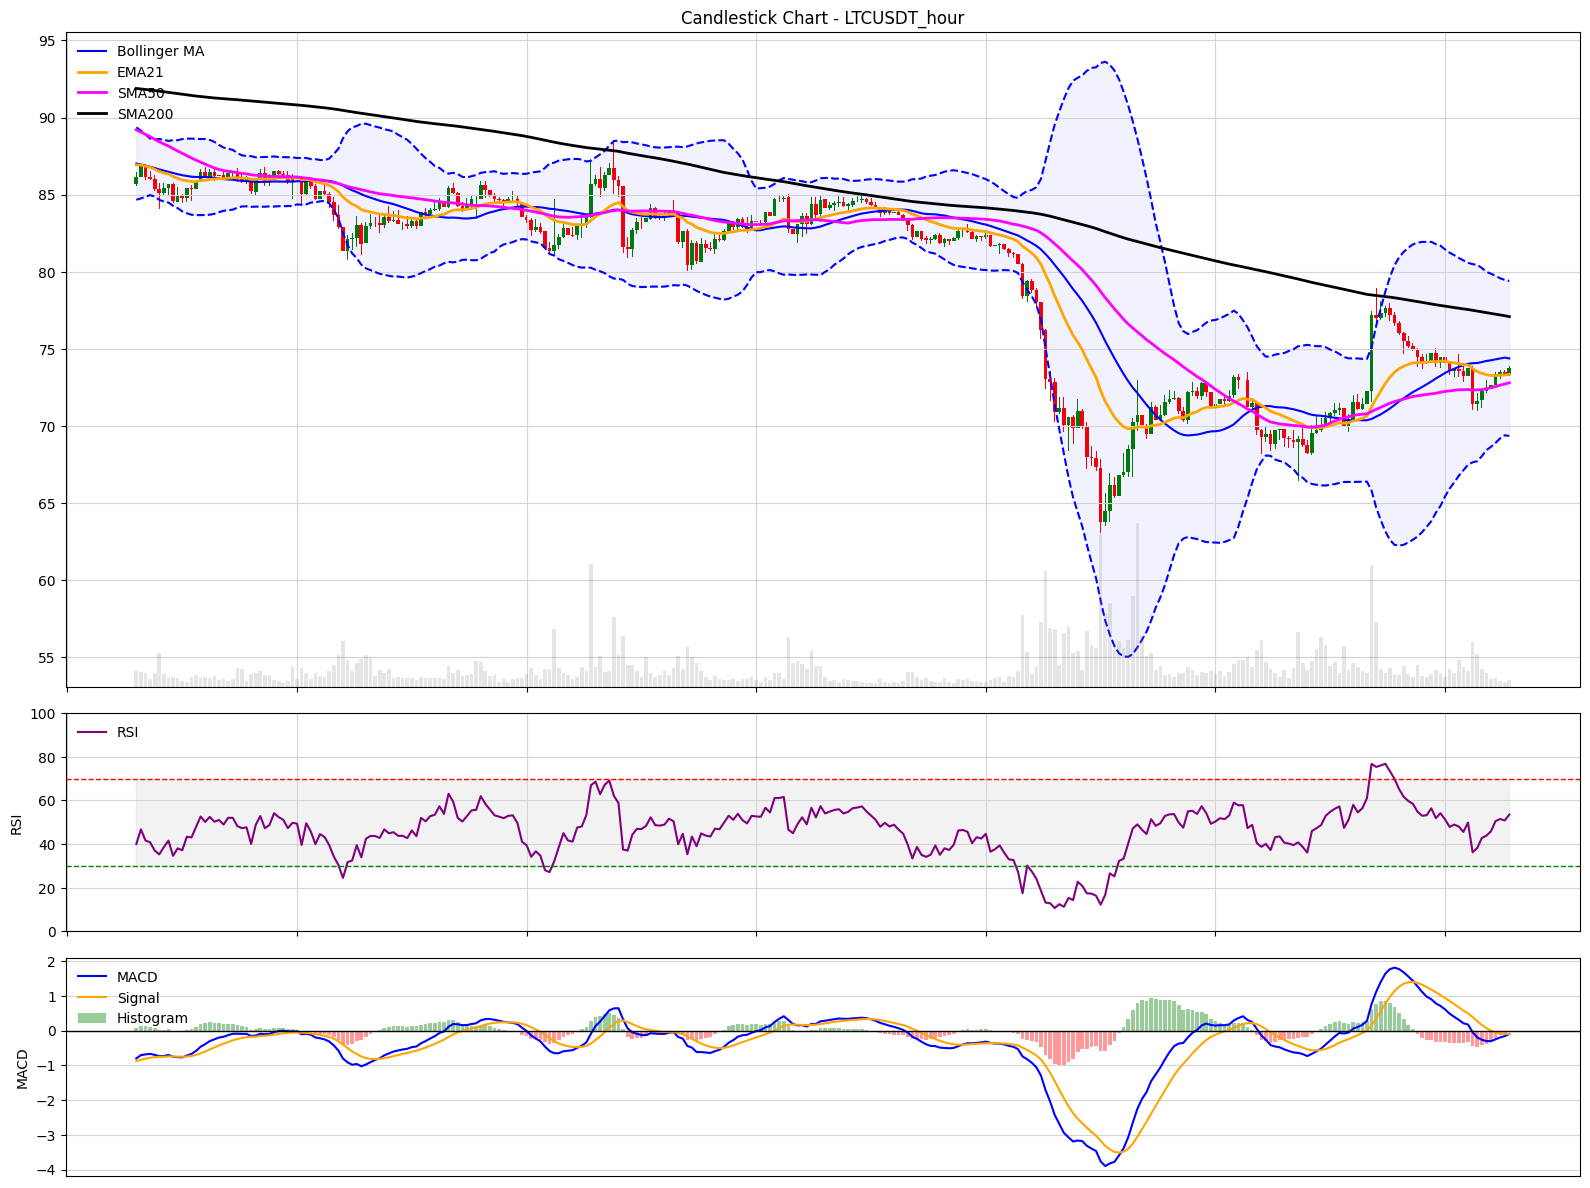 Candlestick Chart - LTCUSDT_hour
95
90
85
80
75
70
65
60
55
Bollinger MA
EMA21
SMA50
SMA200
100
80
60
40
20
0
RSI
RSI
2
1
0
−1
−2
−3
−4
MACD
MACD
Signal
Histogram